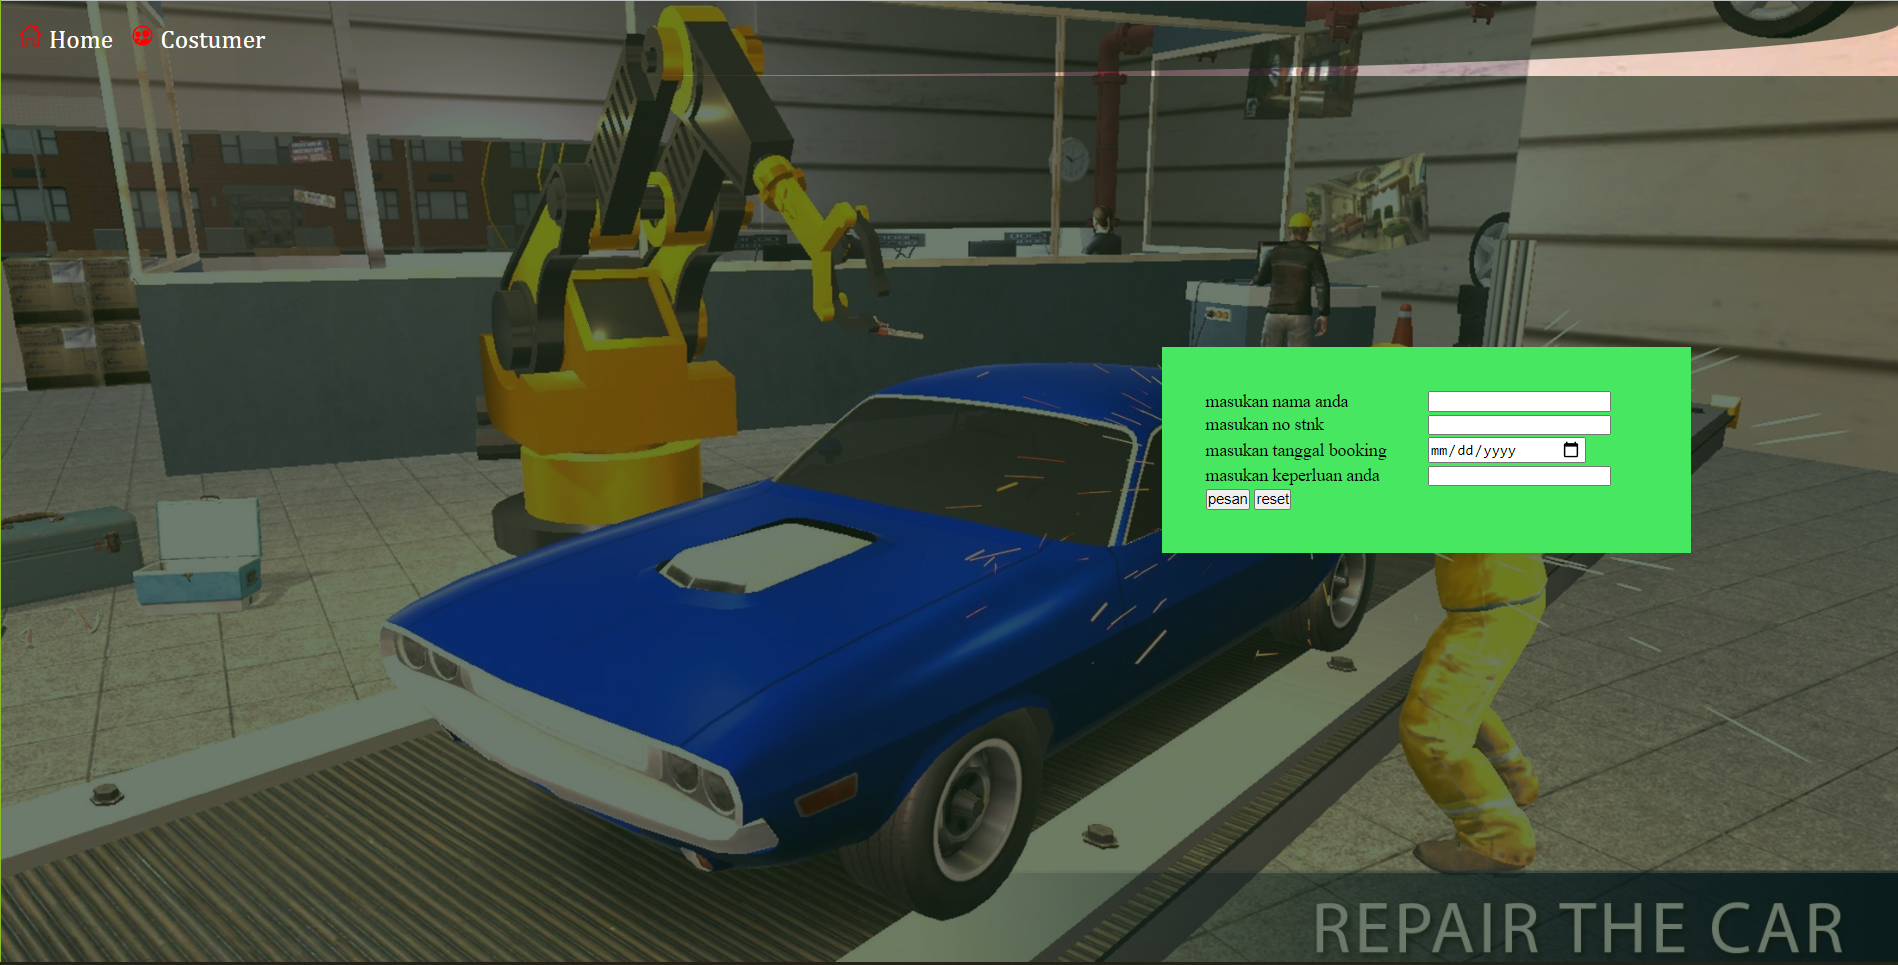 Home Costumer
masukan nama anda
masukan no stnk
masukan tanggal booking mm/dd/yyyy
masukan keperluan anda
pesan reset
REPAIR THE CAR